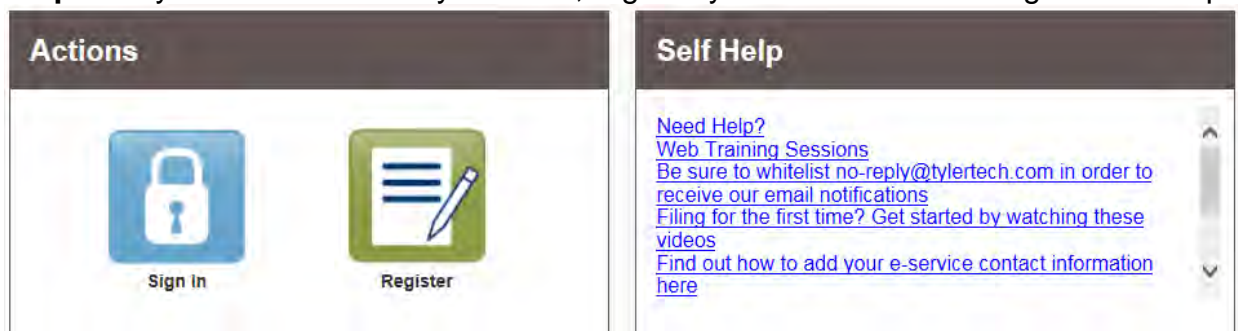 Actions
Sign in
Register
Self Help
Need Help?
Web Training Sessions
Be sure to whitelist no-reply@tylertech.com in order to
receive our email notifications
Filing for the first time? Get started by watching these
videos
Find out how to add your e-service contact information
here